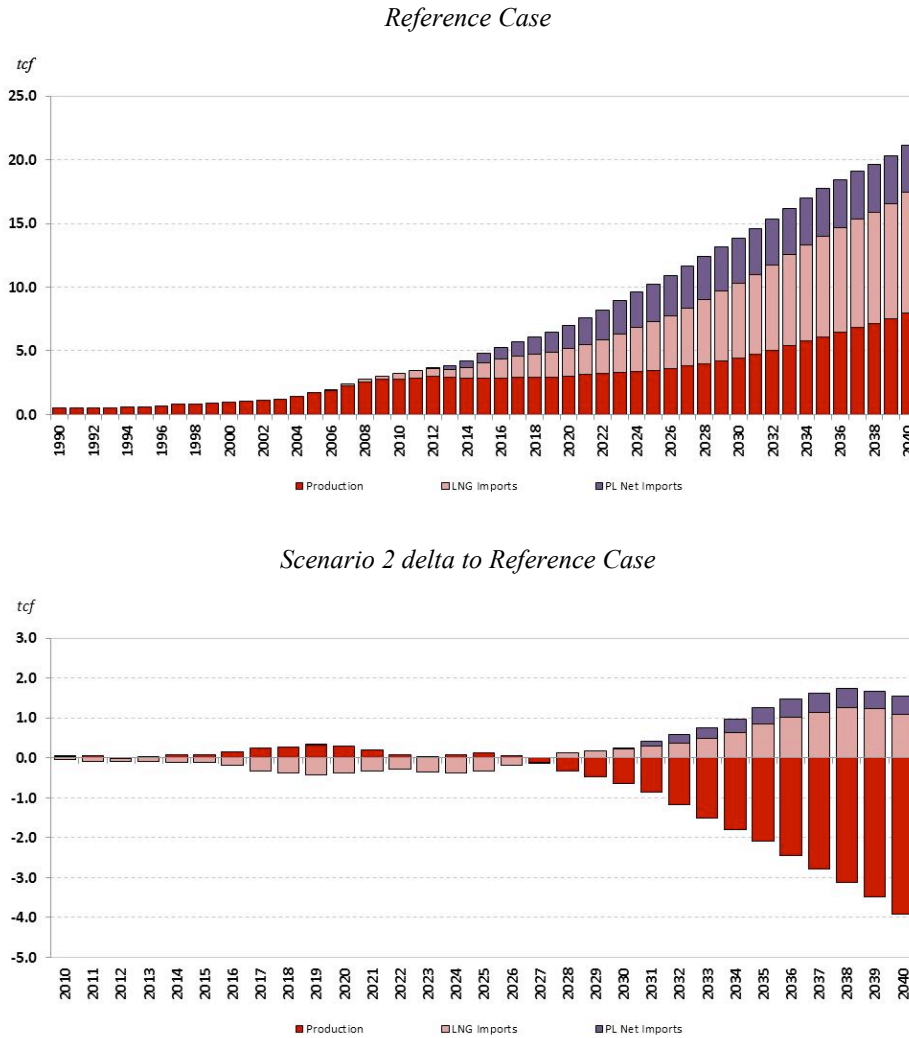 Reference Case
tcf
25.0
20.0
15.0
10.0
5.0
0.0
1990 1992 1994 1996 1998 2000 2002 2004 2006 2008 2010 2012 2014 2016 2018 2020 2022 2024 2026 2028 2030 2032 2034 2036 2038 2040
Production LNG Imports PL Net Imports
Scenario 2 delta to Reference Case
tcf
3.0
2.0
1.0
0.0
-1.0
-2.0
-3.0
-4.0
-5.0
2010 2011 2012 2013 2014 2015 2016 2017 2018 2019 2020 2021 2022 2023 2024 2025 2026 2027 2028 2029 2030 2031 2032 2033 2034 2035 2036 2037 2038 2039 2040
Production LNG Imports PL Net Imports